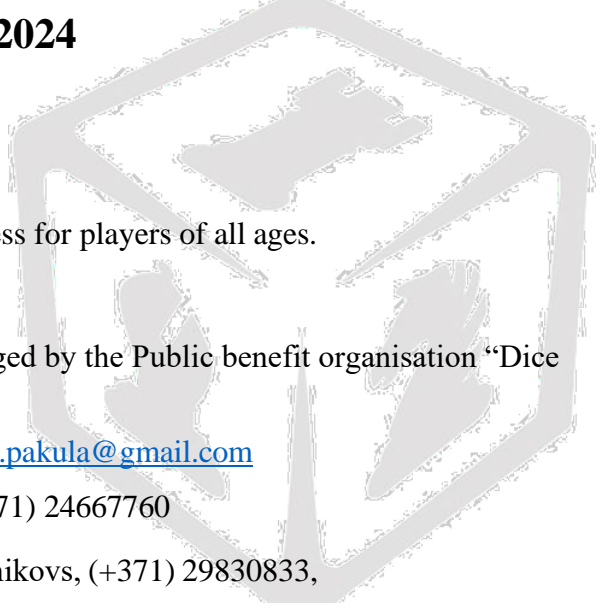 2024
ess for players of all ages.
ged by the Public benefit organisation “Dice
.pakula@gmail.com
71) 24667760
nikovs, (+371) 29830833,